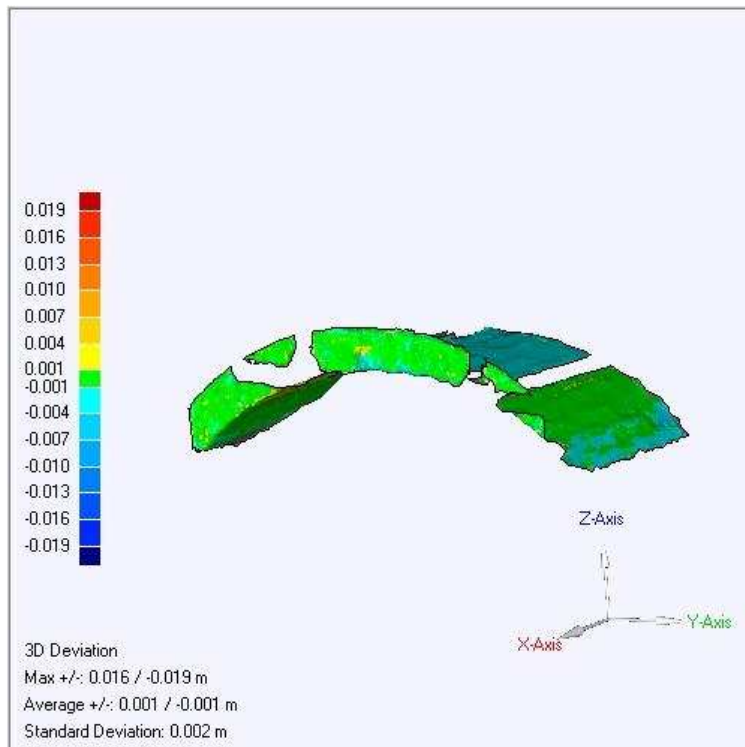 0.019
0.016
0.013
0.010
0.007
0.004
0.001
-0.001
-0.004
-0.007
-0.010
-0.013
-0.016
-0.019
Z-Axis
Y-Axis
X-Axis
3D Deviation
Max +/-: 0.016 / -0.019 m
Average +/-: 0.001 / -0.001 m
Standard Deviation: 0.002 m